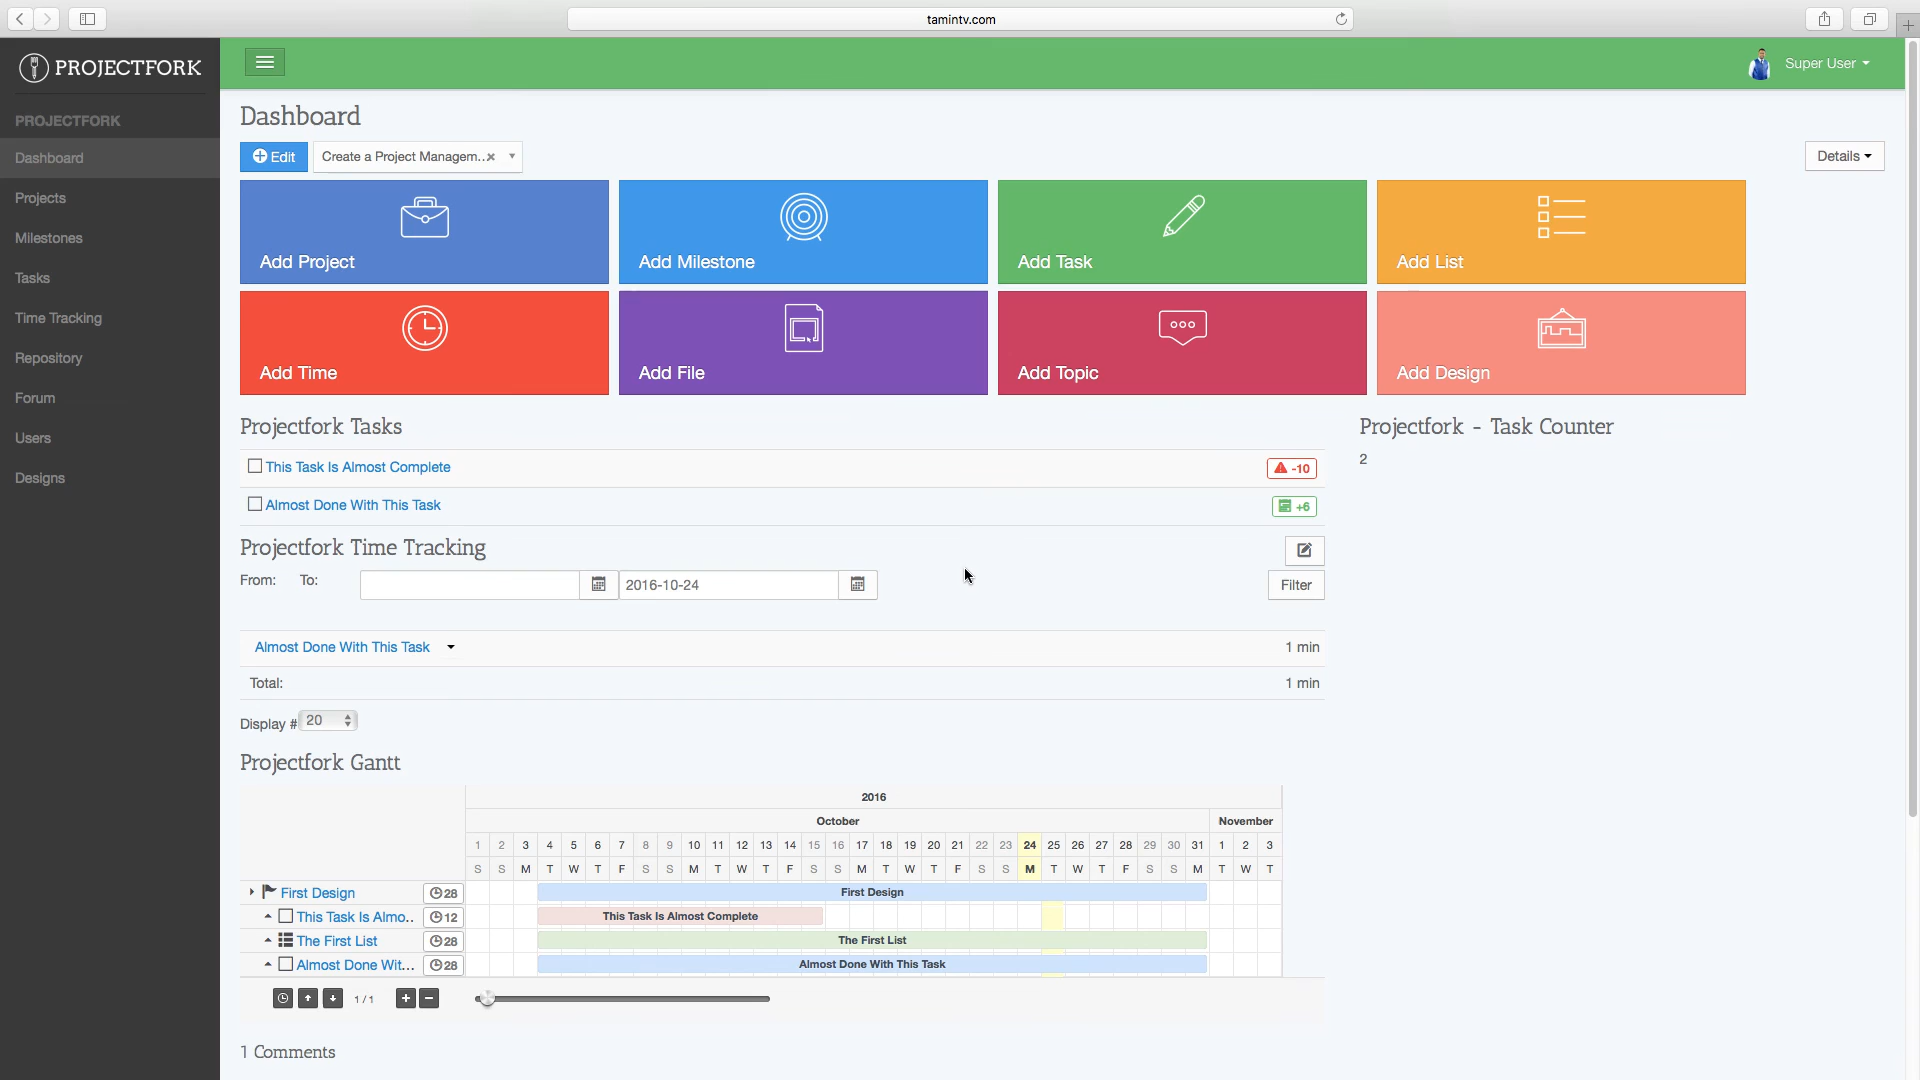 tamintv.com
PROJECTFORK
Super User
PROJECTFORK
Dashboard
Projects
Milestones
Tasks
Time Tracking
Repository
Forum
Users
Designs
Dashboard
Edit
Create a Project Managem..
Details
Add Project
Add Milestone
Add Task
Add List
Add Time
Add File
Add Topic
Add Design
Projectfork Tasks
This Task Is Almost Complete
-10
Almost Done With This Task
+6
Projectfork - Task Counter
2
Projectfork Time Tracking
From: To:
2016-10-24
Filter
Almost Done With This Task 1 min
Total: 1 min
Display # 20
Projectfork Gantt
2016
October November
1 2 3 4 5 6 7 8 9 10 11 12 13 14 15 16 17 18 19 20 21 22 23 24 25 26 27 28 29 30 31 1 2 3
S S M T W T F S S M T W T F S S M T W T F S S M T W T F S S M T W T
First Design 28 First Design
This Task Is Almo.. 12 This Task Is Almost Complete
The First List 28 The First List
Almost Done Wit... 28 Almost Done With This Task
1 / 1
1 Comments